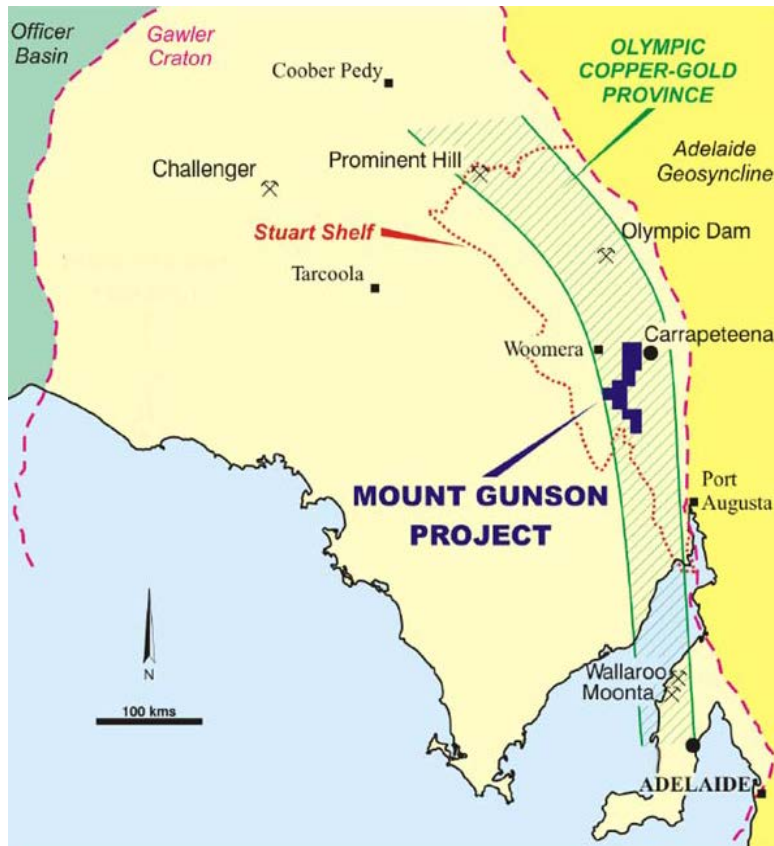 Officer
Basin
Gawler
Craton
Coober Pedy
OLYMPIC
COPPER-GOLD
PROVINCE
Adelaide
Geosyncline
Prominent Hill
Challenger
Stuart Shelf
Olympic Dam
Tarcoola
Woomera
Carrapeteena
MOUNT GUNSON
PROJECT
Port
Augusta
N
100 kms
Wallaroo
Moonta
ADELAIDE